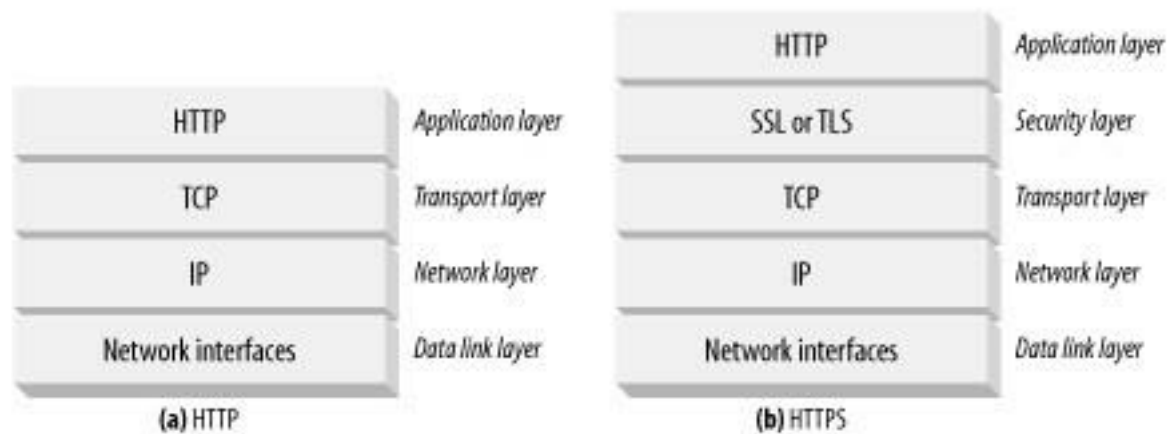 HTTP Application layer
TCP Transport layer
IP Network layer
Network interfaces Data link layer
(a) HTTP
HTTP Application layer
SSL or TLS Security layer
TCP Transport layer
IP Network layer
Network interfaces Data link layer
(b) HTTPS